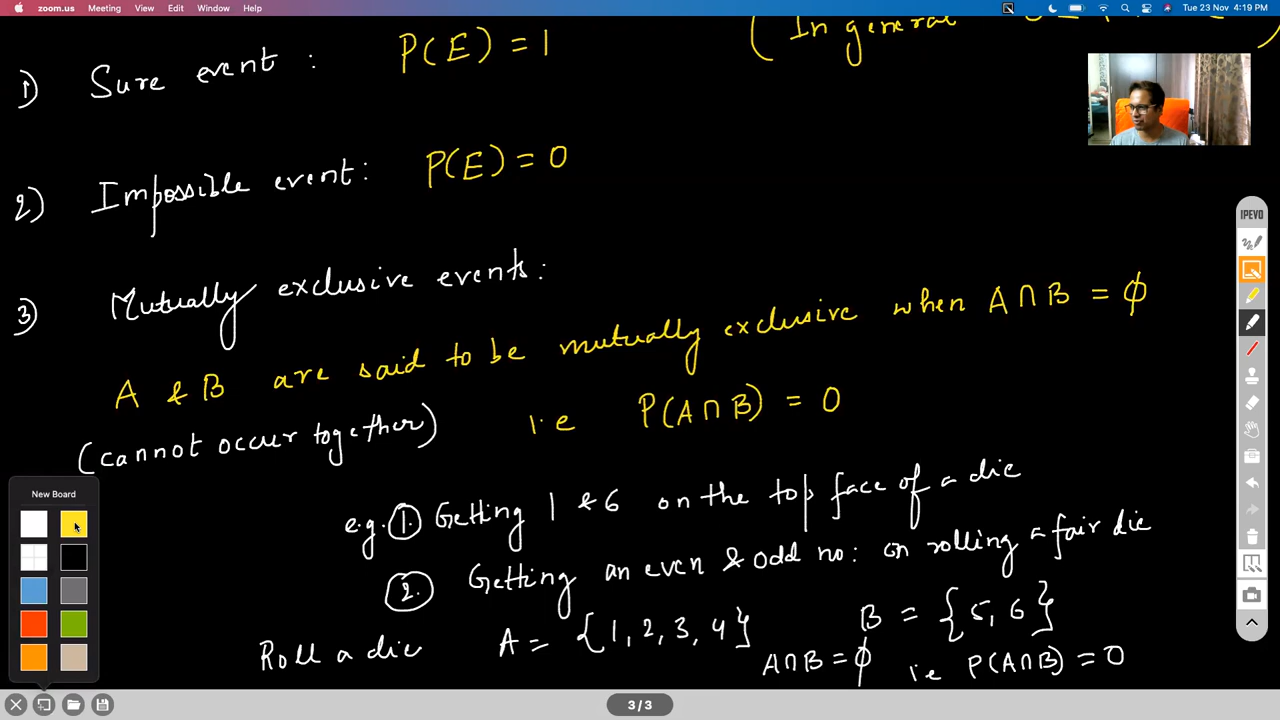 zoom.us Meeting View Edit Window Help Tue 23 Nov 4:19 PM
(In general
1) Sure event : P(E) = 1
IPEVO
2) Impossible event: P(E) = 0
3) Mutually exclusive events:
A & B are said to be mutually exclusive when A∩B = ϕ
(cannot occur together) i.e P(A∩B) = 0
e.g. 1. Getting 1 & 6 on the top face of a die
2. Getting an even & odd no: on rolling a fair die
Roll a die A = {1, 2, 3, 4} B = {5, 6}
A∩B = ϕ i.e P(A∩B) = 0
New Board
3/3